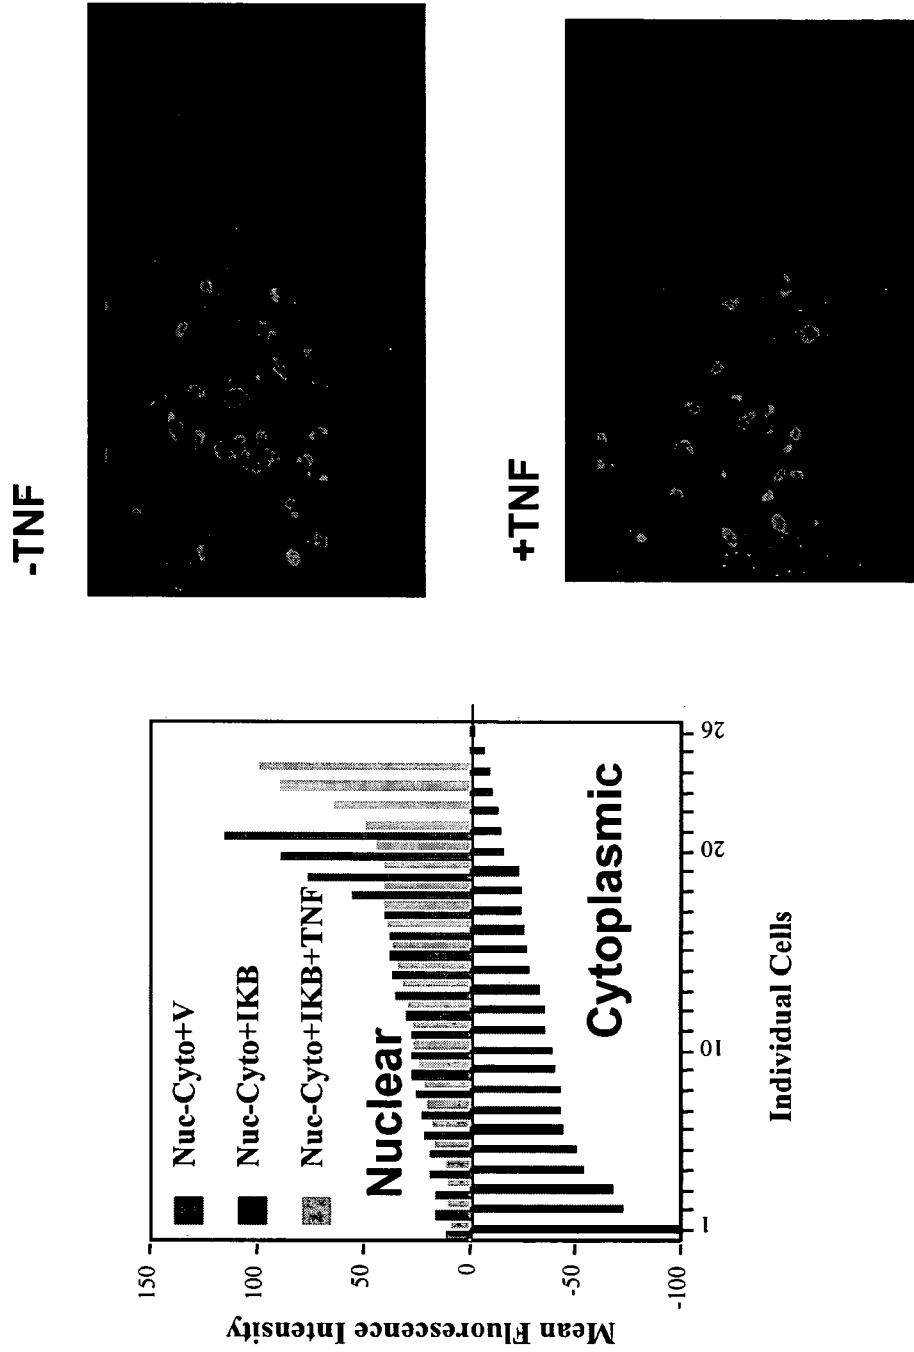 -TNF
+TNF
Mean Fluorescence Intensity
150
100
50
0
-50
-100
Nuc-Cyto+V
Nuc-Cyto+IKB
Nuc-Cyto+IKB+TNF
Nuclear
Cytoplasmic
1
10
20
26
Individual Cells